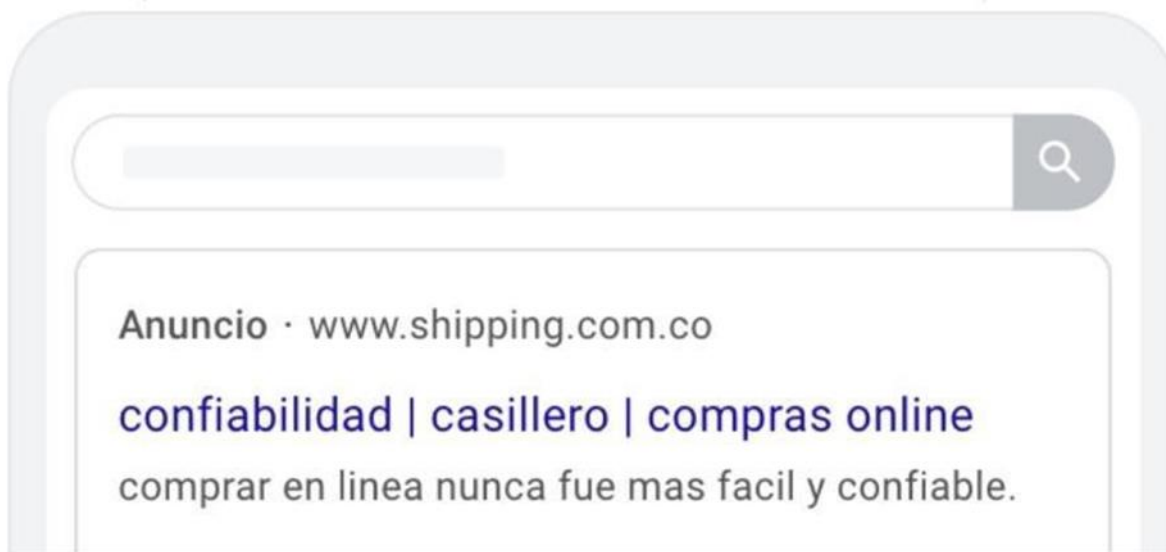 Anuncio · www.shipping.com.co
confiabilidad | casillero | compras online
comprar en linea nunca fue mas facil y confiable.